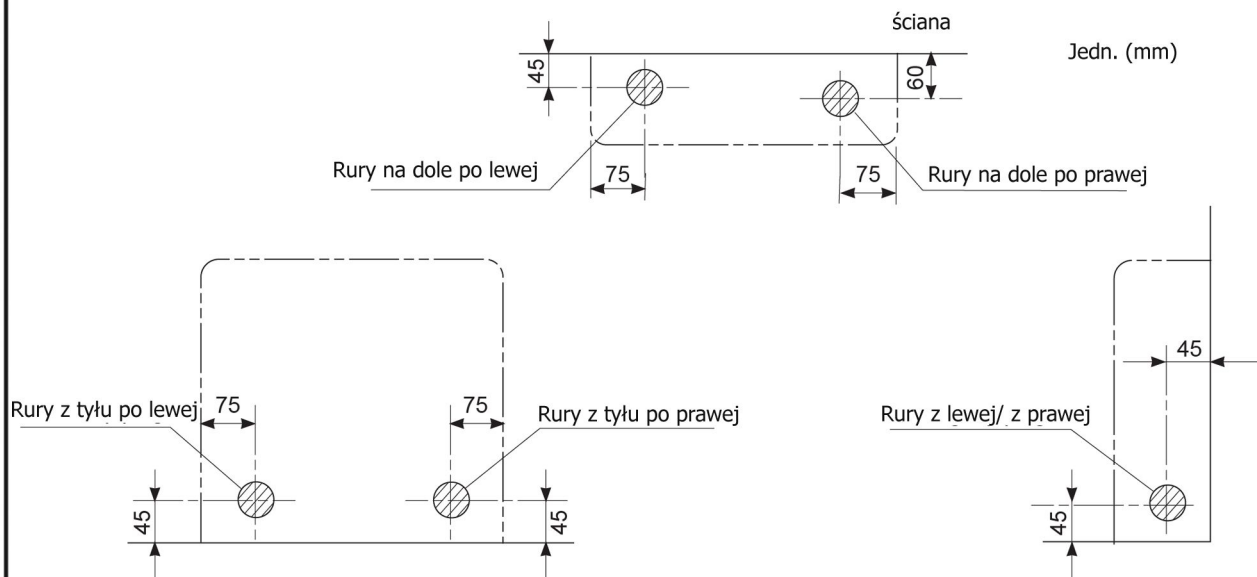 ściana
Jedn. (mm)
45
60
Rury na dole po lewej
75
75
Rury na dole po prawej
45
Rury z tyłu po lewej
75
75
Rury z tyłu po prawej
Rury z lewej/ z prawej
45
45
45